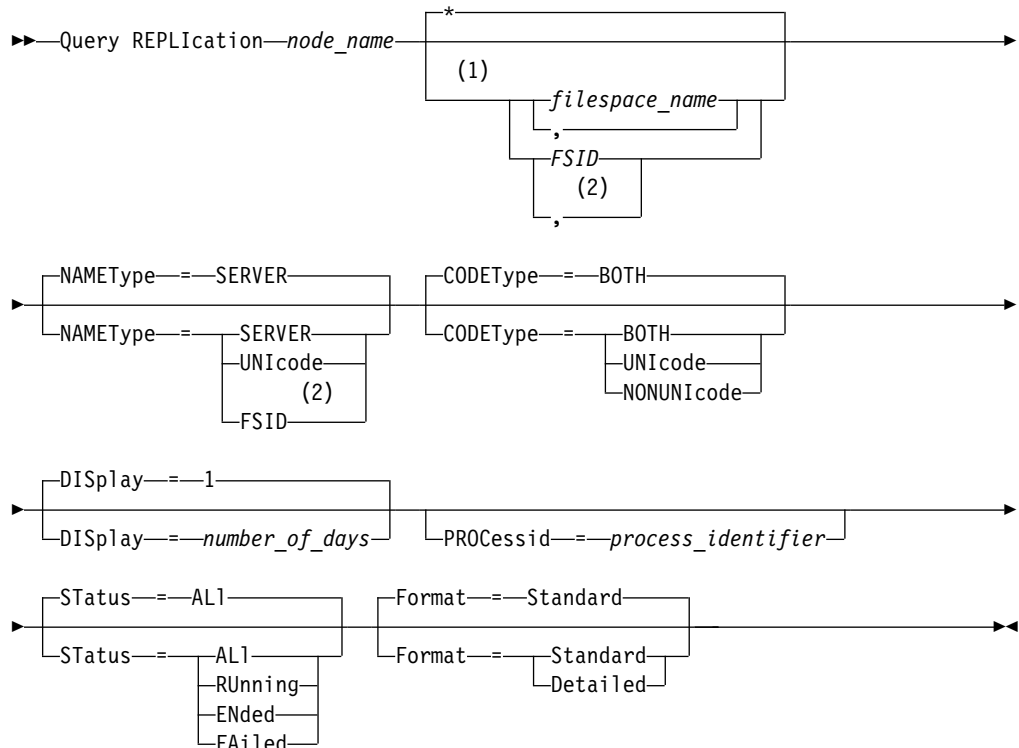 *
Query REPLIcation node_name
(1)
filespace_name
,
FSID
(2)
,
NAMEType = SERVER CODEType = BOTH
NAMEType = SERVER CODEType = BOTH
UNIcode UNIcode
(2) NONUNIcode
FSID
DISplay = 1
DISplay = number_of_days PROCessid = process_identifier
STatus = ALl Format = Standard
STatus = ALl Format = Standard
RUnning Detailed
ENded
FAiled